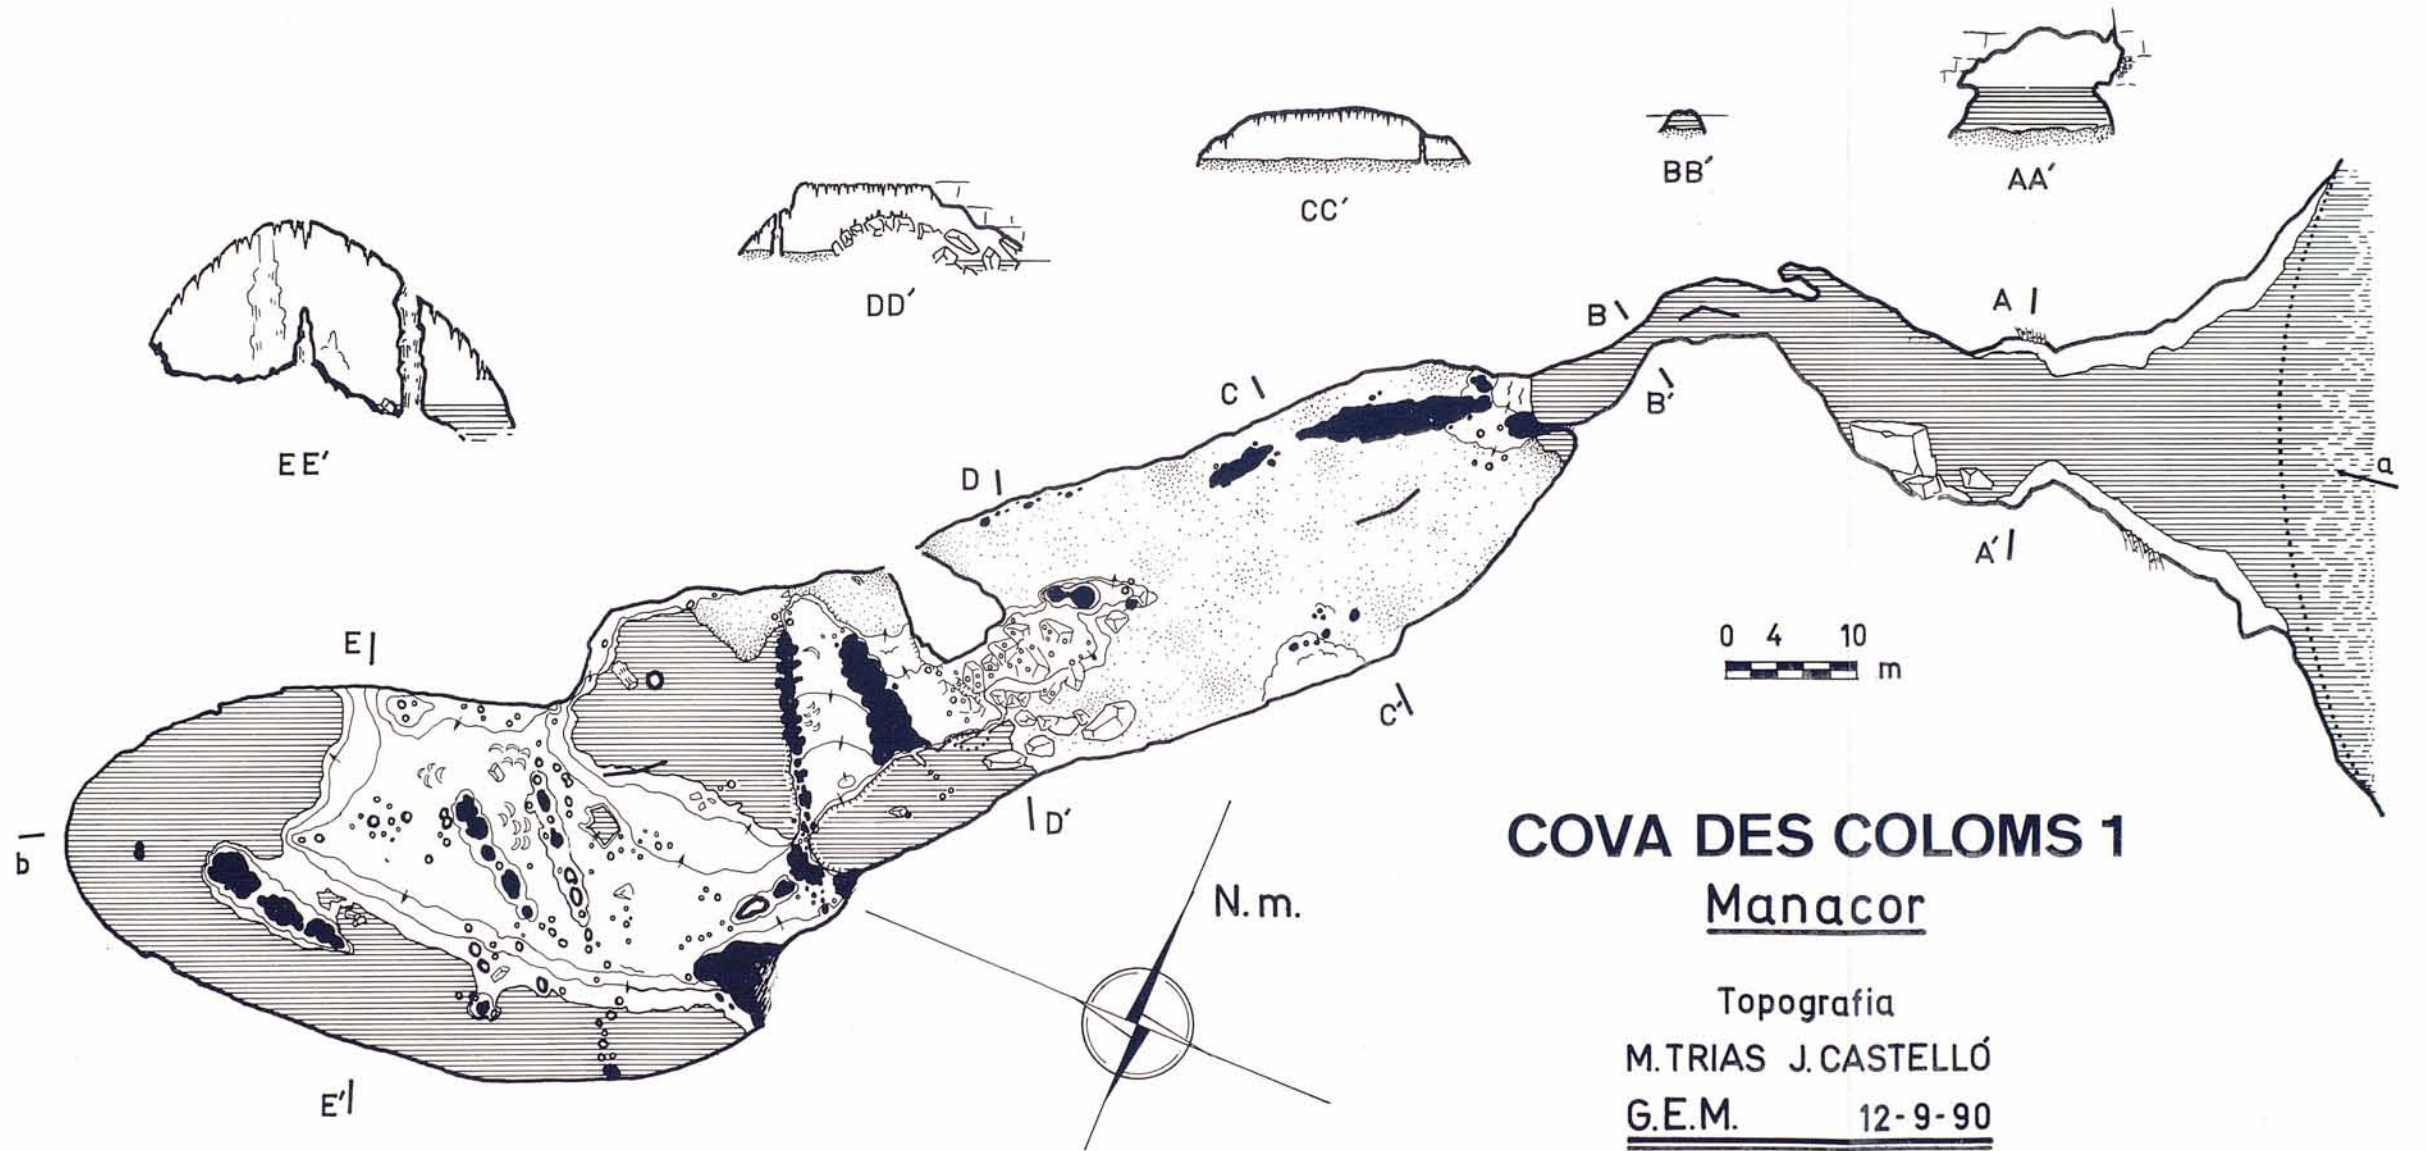 AA′
BB′
CC′
DD′
EE′
A
B
B′
C
D
a
A′
0 4 10
m
E
C′
D′
b
COVA DES COLOMS 1
Manacor
N.m.
Topografia
M.TRIAS J.CASTELLÓ
E′
G.E.M. 12-9-90